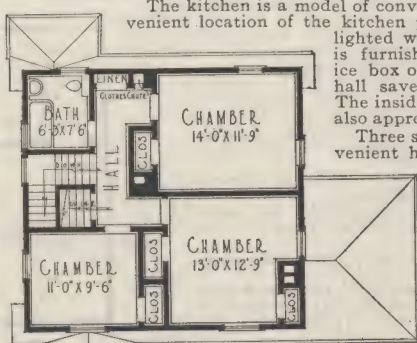 The kitchen is a model of conv
venient location of the kitchen
lighted w
is furnish
ice box o
hall save
The insid
also appro
Three s
venient h
LINEN
CLOTHES CHUTE
BATH
6'-3"X7'6"
CHAMBER
14'-0"X11'-9"
CLOS
HALL
DOWN
CHAMBER
13'-0"X12'-9"
CLOS
CHAMBER
11'-0"X9'-6"
CLOS
CLOS